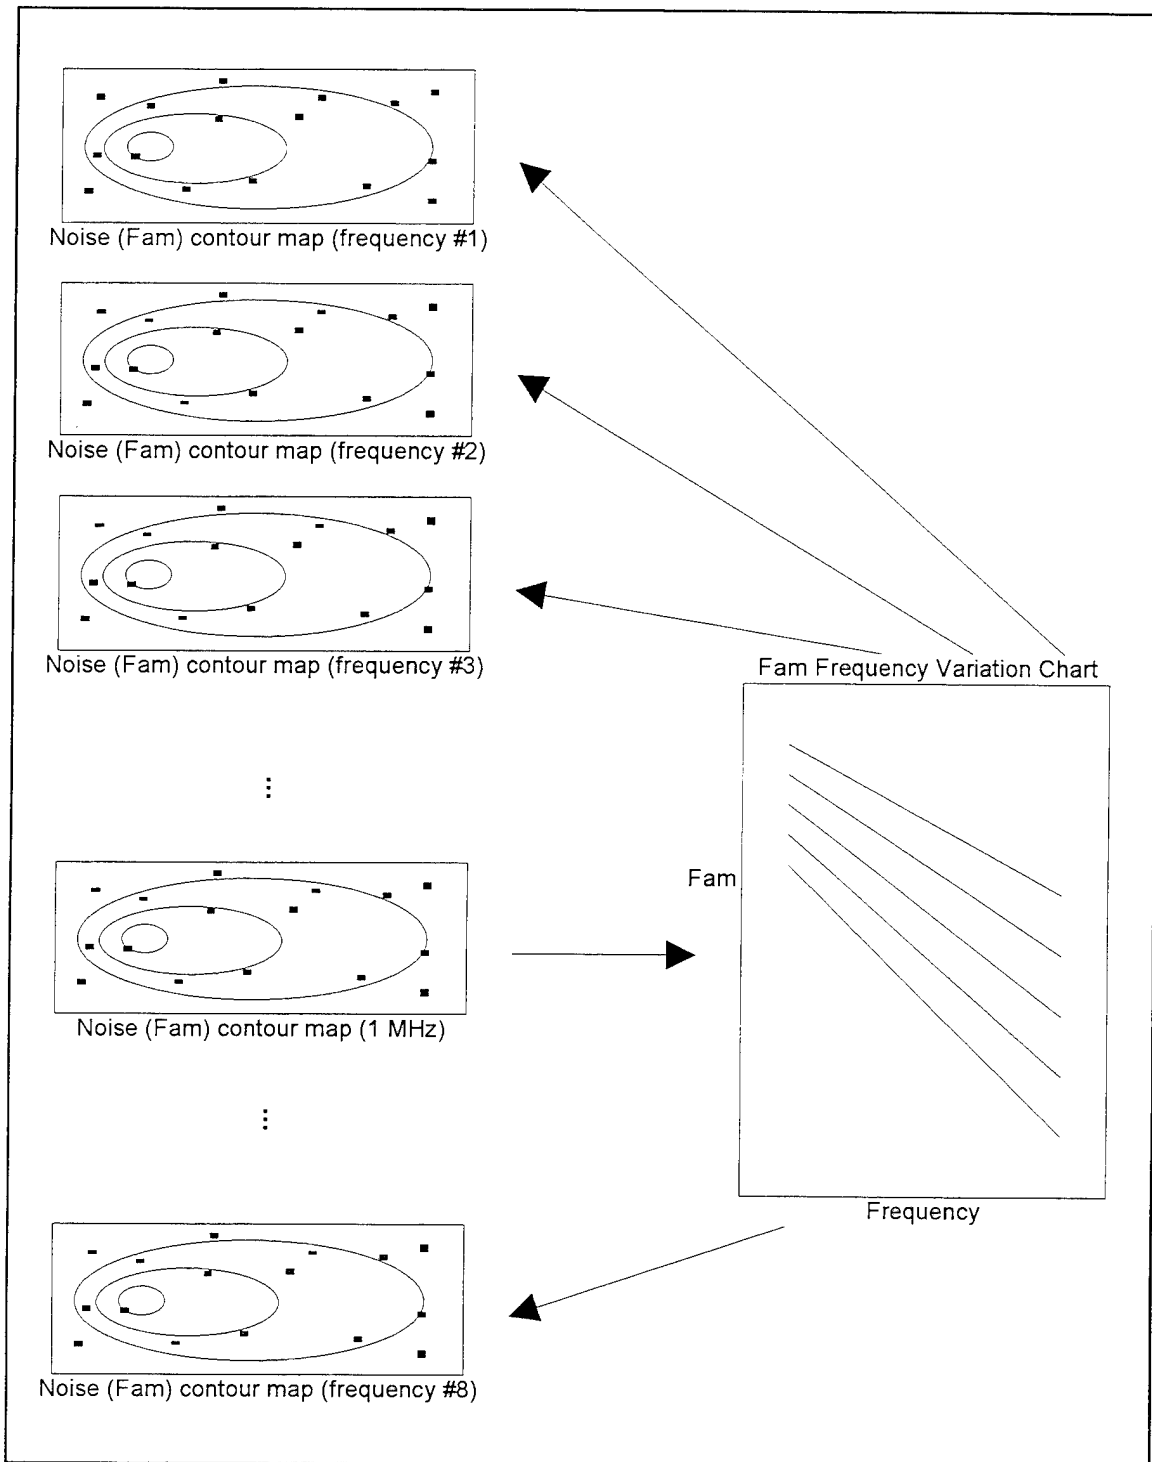 Noise (Fam) contour map (frequency #1)
Noise (Fam) contour map (frequency #2)
Noise (Fam) contour map (frequency #3)
Fam Frequency Variation Chart
Fam
Noise (Fam) contour map (1 MHz)
Frequency
Noise (Fam) contour map (frequency #8)